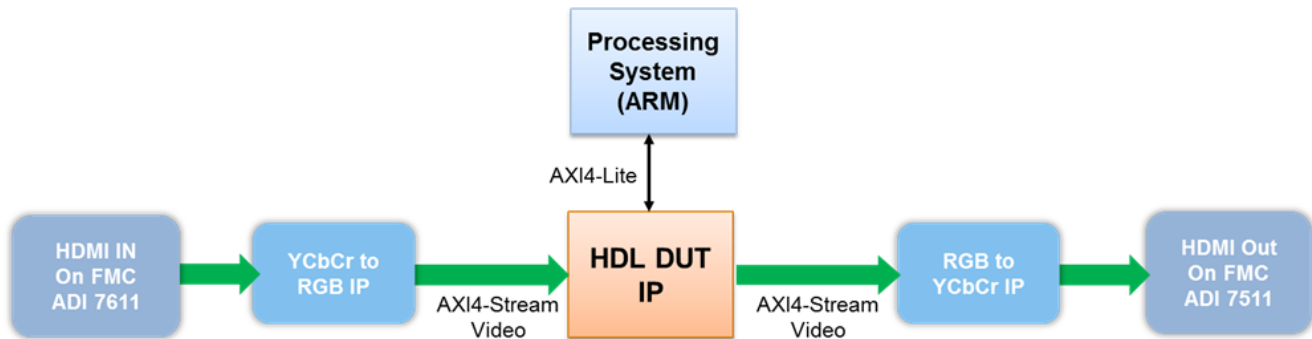 Processing
System
(ARM)
AXI4-Lite
HDMI IN
On FMC
ADI 7611
YCbCr to
RGB IP
AXI4-Stream
Video
HDL DUT
IP
AXI4-Stream
Video
RGB to
YCbCr IP
HDMI Out
On FMC
ADI 7511